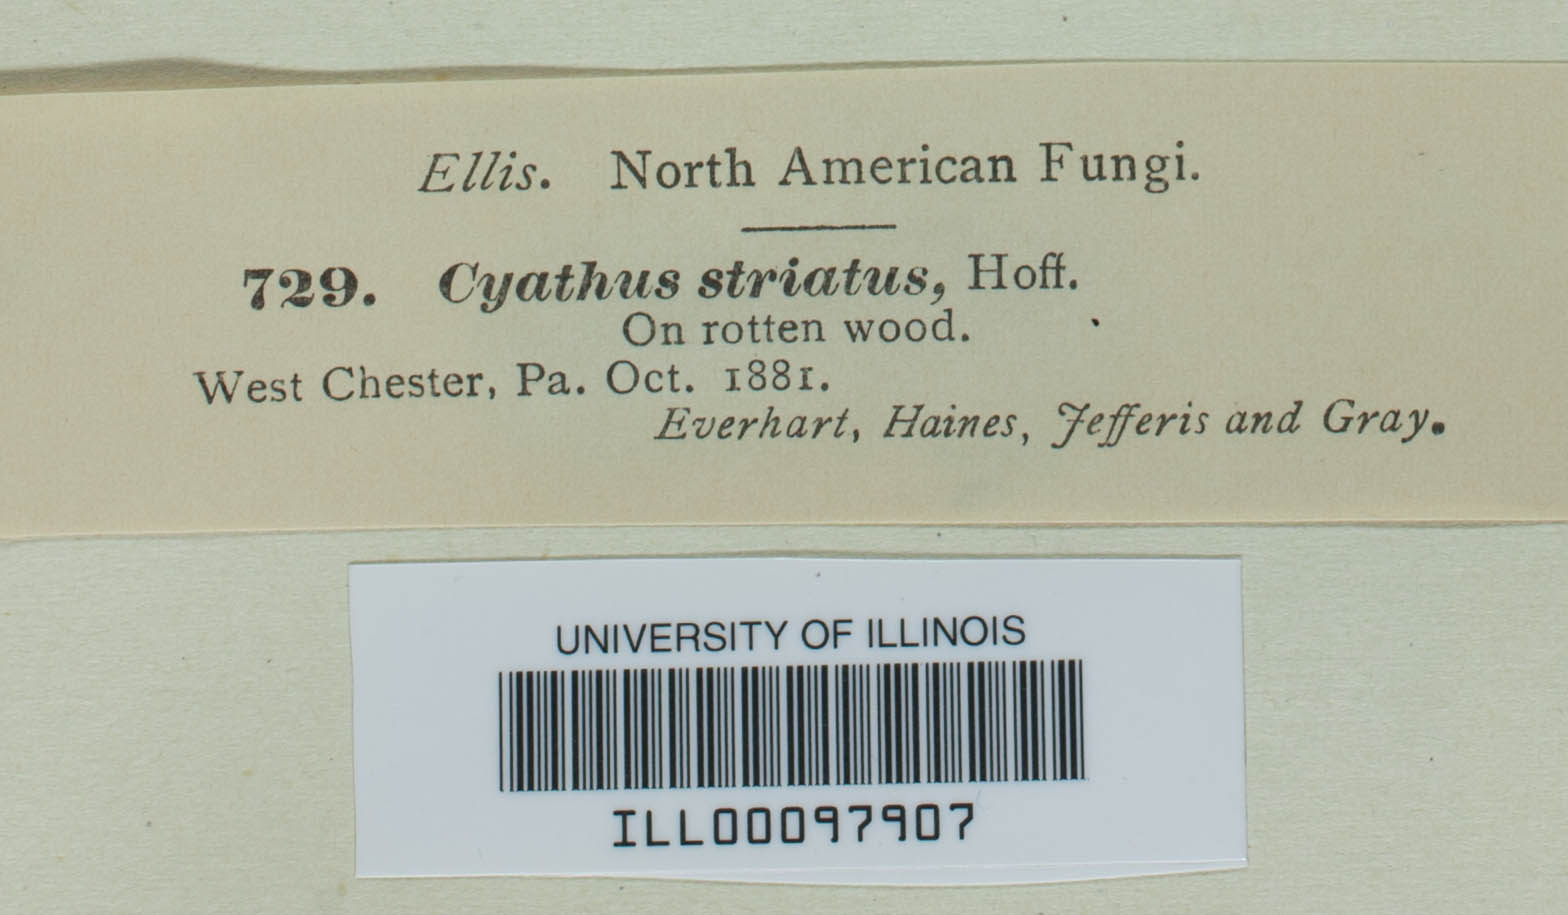 Ellis. North American Fungi.
729. Cyathus striatus, Hoff.
On rotten wood.
West Chester, Pa. Oct. 1881.
Everhart, Haines, Jefferis and Gray.
UNIVERSITY OF ILLINOIS
ILL00097907